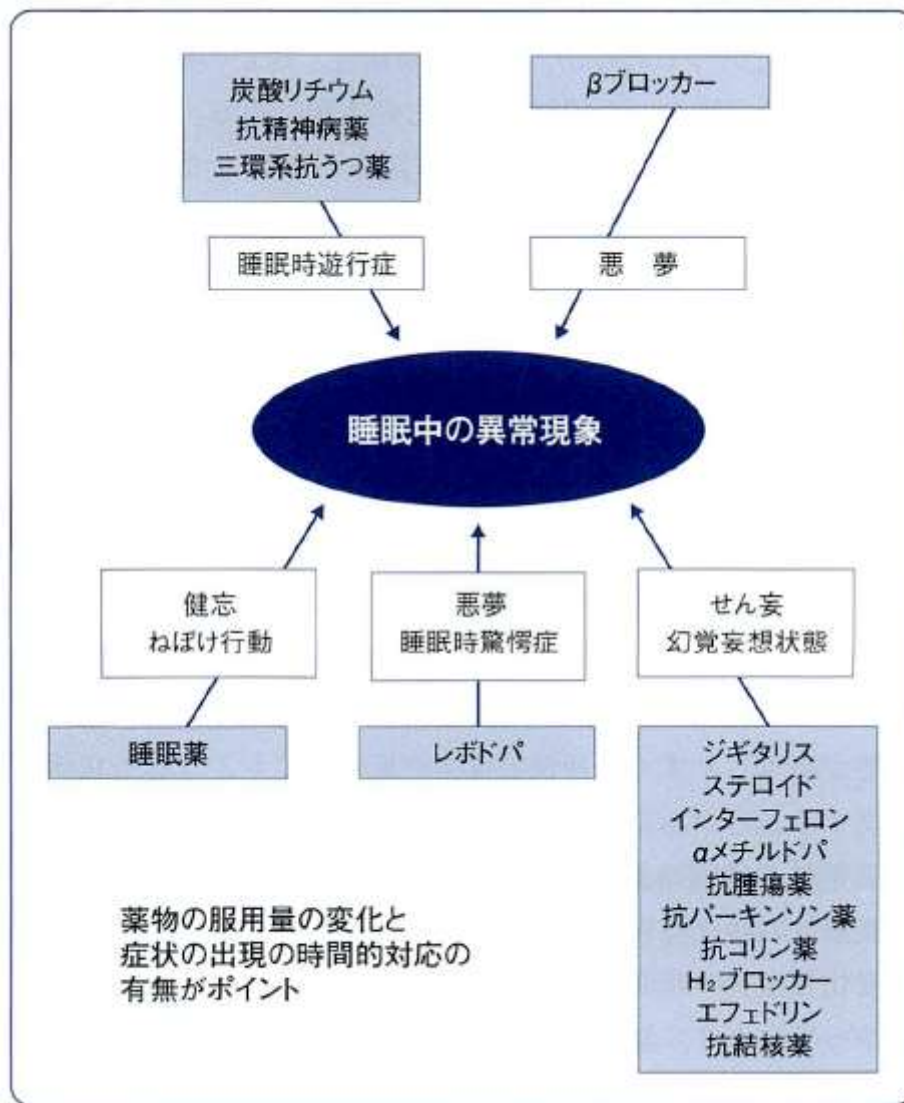 炭酸リチウム
抗精神病薬
三環系抗うつ薬
βブロッカー
睡眠時遊行症
悪　夢
睡眠中の異常現象
健忘
ねぼけ行動
悪夢
睡眠時驚愕症
せん妄
幻覚妄想状態
睡眠薬
レボドパ
ジギタリス
ステロイド
インターフェロン
αメチルドパ
抗腫瘍薬
抗パーキンソン薬
抗コリン薬
H₂ブロッカー
エフェドリン
抗結核薬
薬物の服用量の変化と
症状の出現の時間的対応の
有無がポイント